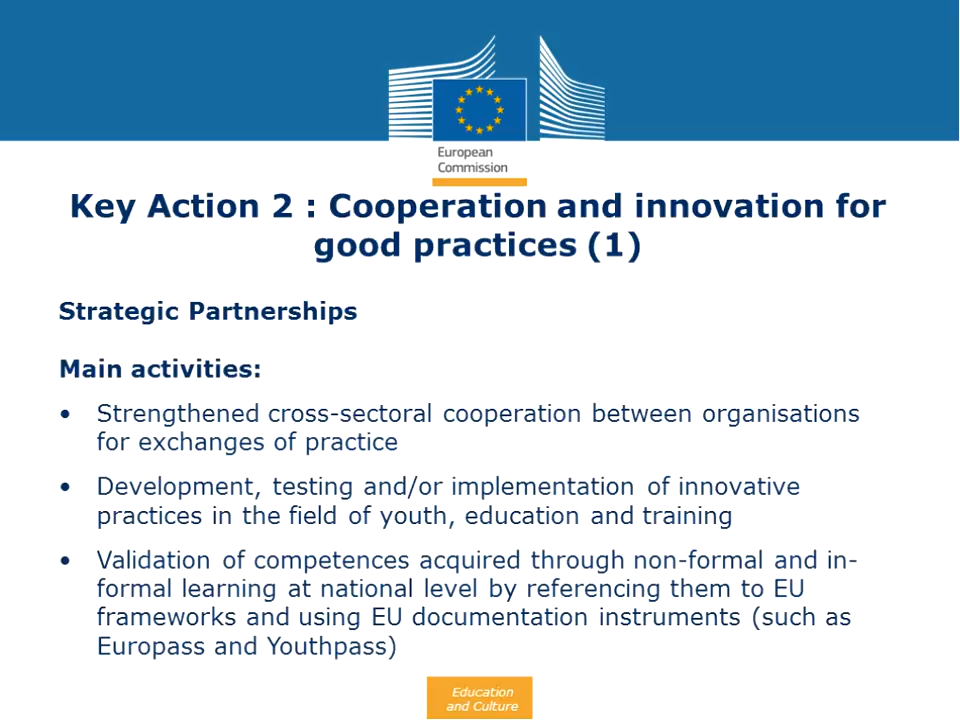 European
Commission
Key Action 2 : Cooperation and innovation for
good practices (1)
Strategic Partnerships
Main activities:
• Strengthened cross-sectoral cooperation between organisations
for exchanges of practice
• Development, testing and/or implementation of innovative
practices in the field of youth, education and training
• Validation of competences acquired through non-formal and in-
formal learning at national level by referencing them to EU
frameworks and using EU documentation instruments (such as
Europass and Youthpass)
Education
and Culture